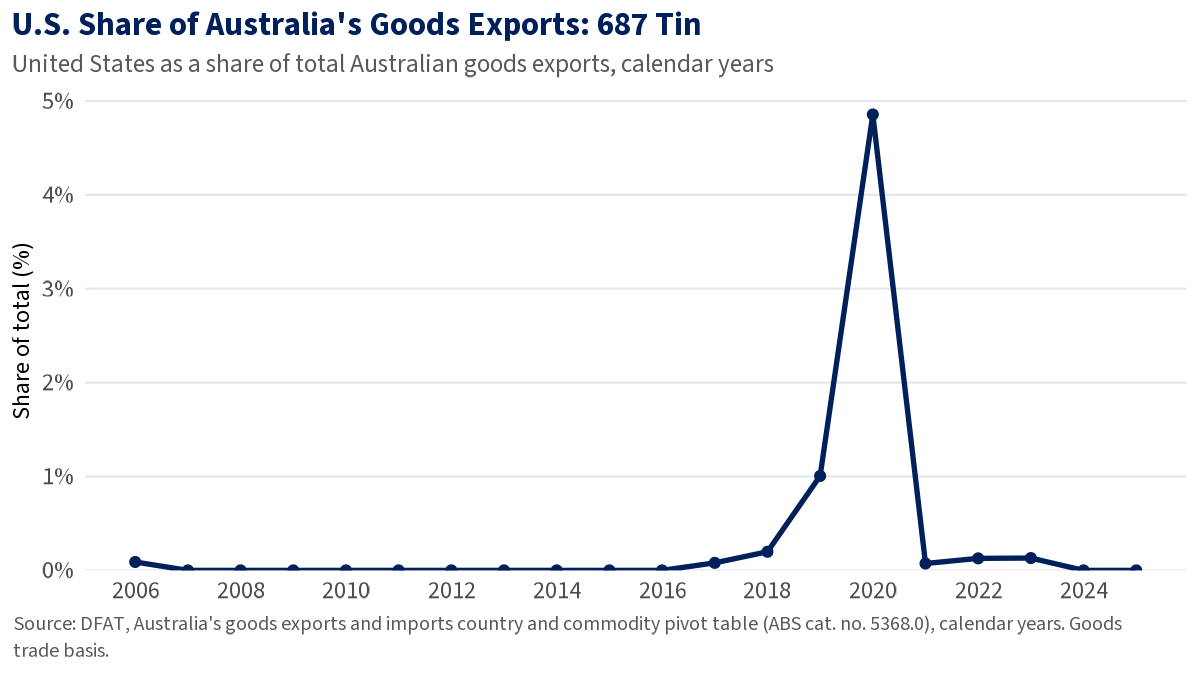 U.S. Share of Australia's Goods Exports: 687 Tin
United States as a share of total Australian goods exports, calendar years
Share of total (%)
5%
4%
3%
2%
1%
0%
2006 2008 2010 2012 2014 2016 2018 2020 2022 2024
Source: DFAT, Australia's goods exports and imports country and commodity pivot table (ABS cat. no. 5368.0), calendar years. Goods
trade basis.